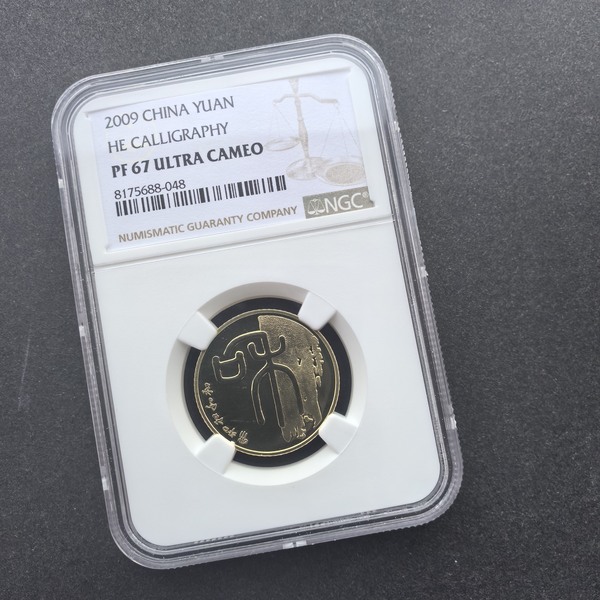 2009 CHINA YUAN
HE CALLIGRAPHY
PF 67 ULTRA CAMEO
8175688-048
NUMISMATIC GUARANTY COMPANY
NGC®